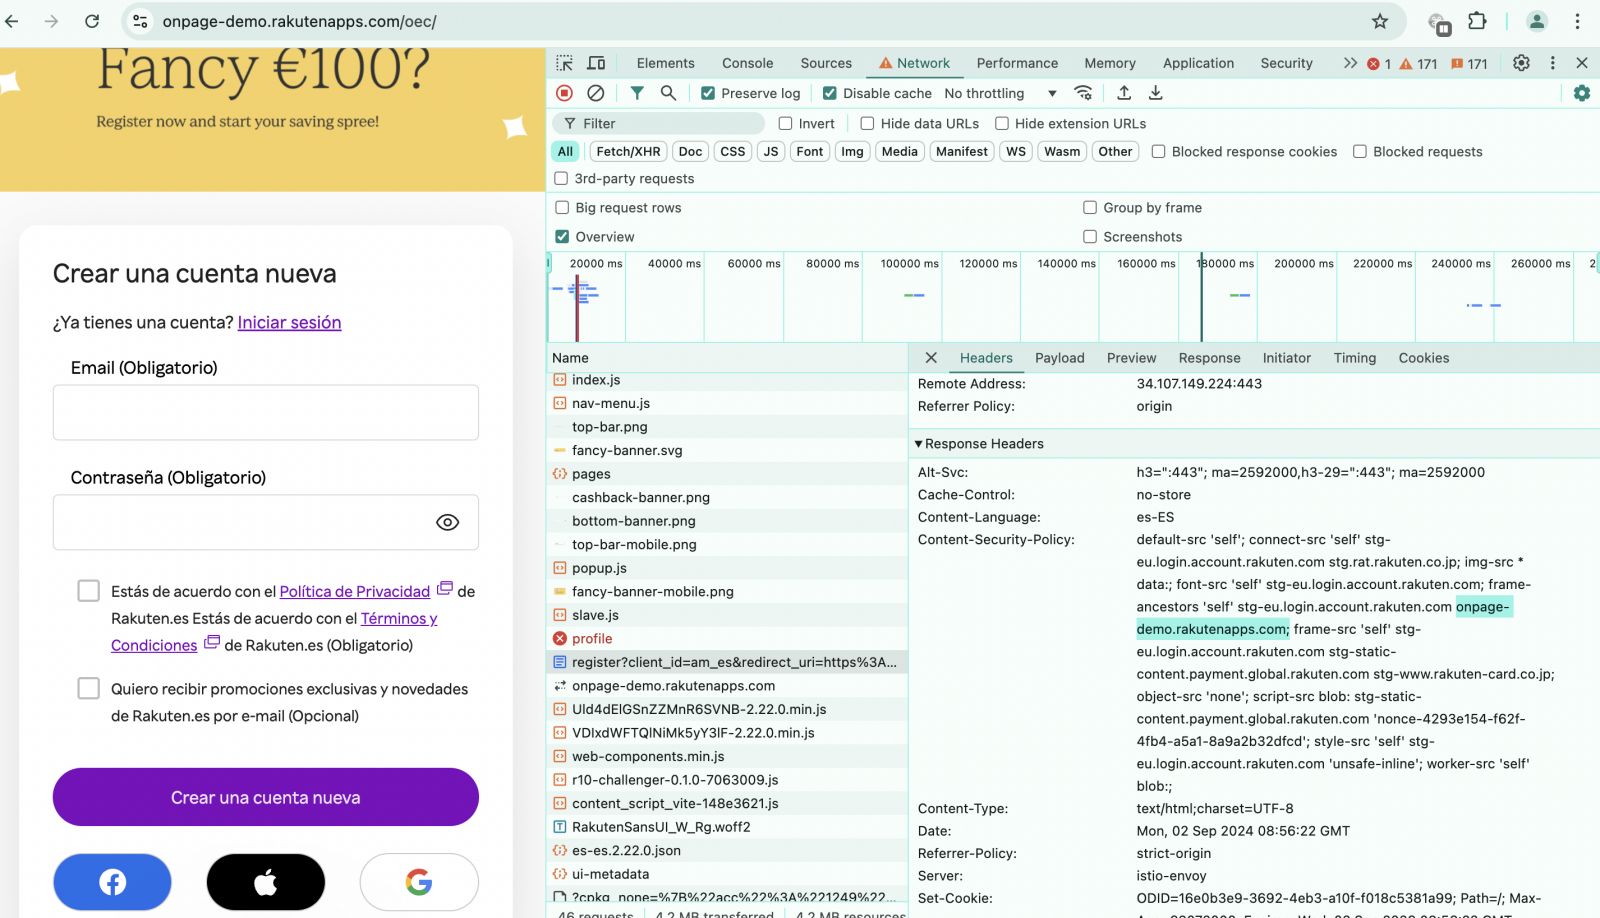 onpage-demo.rakutenapps.com/oec/
Fancy €100?
Register now and start your saving spree!
Crear una cuenta nueva
¿Ya tienes una cuenta? Iniciar sesión
Email (Obligatorio)
Contraseña (Obligatorio)
Estás de acuerdo con el Política de Privacidad de
Rakuten.es Estás de acuerdo con el Términos y
Condiciones de Rakuten.es (Obligatorio)
Quiero recibir promociones exclusivas y novedades
de Rakuten.es por e-mail (Opcional)
Crear una cuenta nueva
Elements Console Sources Network Performance Memory Application Security 1 171 171
Preserve log Disable cache No throttling
Filter Invert Hide data URLs Hide extension URLs
All Fetch/XHR Doc CSS JS Font Img Media Manifest WS Wasm Other Blocked response cookies Blocked requests
3rd-party requests
Big request rows Group by frame
Overview Screenshots
20000 ms 40000 ms 60000 ms 80000 ms 100000 ms 120000 ms 140000 ms 160000 ms 180000 ms 200000 ms 220000 ms 240000 ms 260000 ms 2
Name
index.js
nav-menu.js
top-bar.png
fancy-banner.svg
pages
cashback-banner.png
bottom-banner.png
top-bar-mobile.png
popup.js
fancy-banner-mobile.png
slave.js
profile
register?client_id=am_es&redirect_uri=https%3A...
onpage-demo.rakutenapps.com
VDIxdWFTQlNiMk5yY3lF-2.22.0.min.js
web-components.min.js
r10-challenger-0.1.0-7063009.js
content_script_vite-148e3621.js
RakutenSansUI_W_Rg.woff2
es-es.2.22.0.json
ui-metadata
?cpkg_none=%7B%22acc%22%3A%221249%22...
46 requests 4.2 MB transferred 4.2 MB resources
Headers Payload Preview Response Initiator Timing Cookies
Remote Address: 34.107.149.224:443
Referrer Policy: origin
Response Headers
Alt-Svc: h3=":443"; ma=2592000,h3-29=":443"; ma=2592000
Cache-Control: no-store
Content-Language: es-ES
Content-Security-Policy: default-src 'self'; connect-src 'self' stg-
eu.login.account.rakuten.com stg.rat.rakuten.co.jp; img-src *
data:; font-src 'self' stg-eu.login.account.rakuten.com; frame-
ancestors 'self' stg-eu.login.account.rakuten.com onpage-
demo.rakutenapps.com; frame-src 'self' stg-
eu.login.account.rakuten.com stg-static-
content.payment.global.rakuten.com stg-www.rakuten-card.co.jp;
object-src 'none'; script-src blob: stg-static-
content.payment.global.rakuten.com 'nonce-4293e154-f62f-
4fb4-a5a1-8a9a2b32dfcd'; style-src 'self' stg-
eu.login.account.rakuten.com 'unsafe-inline'; worker-src 'self'
blob:;
Content-Type: text/html;charset=UTF-8
Date: Mon, 02 Sep 2024 08:56:22 GMT
Referrer-Policy: strict-origin
Server: istio-envoy
Set-Cookie: ODID=16e0b3e9-3692-4eb3-a10f-f018c5381a99; Path=/; Max-